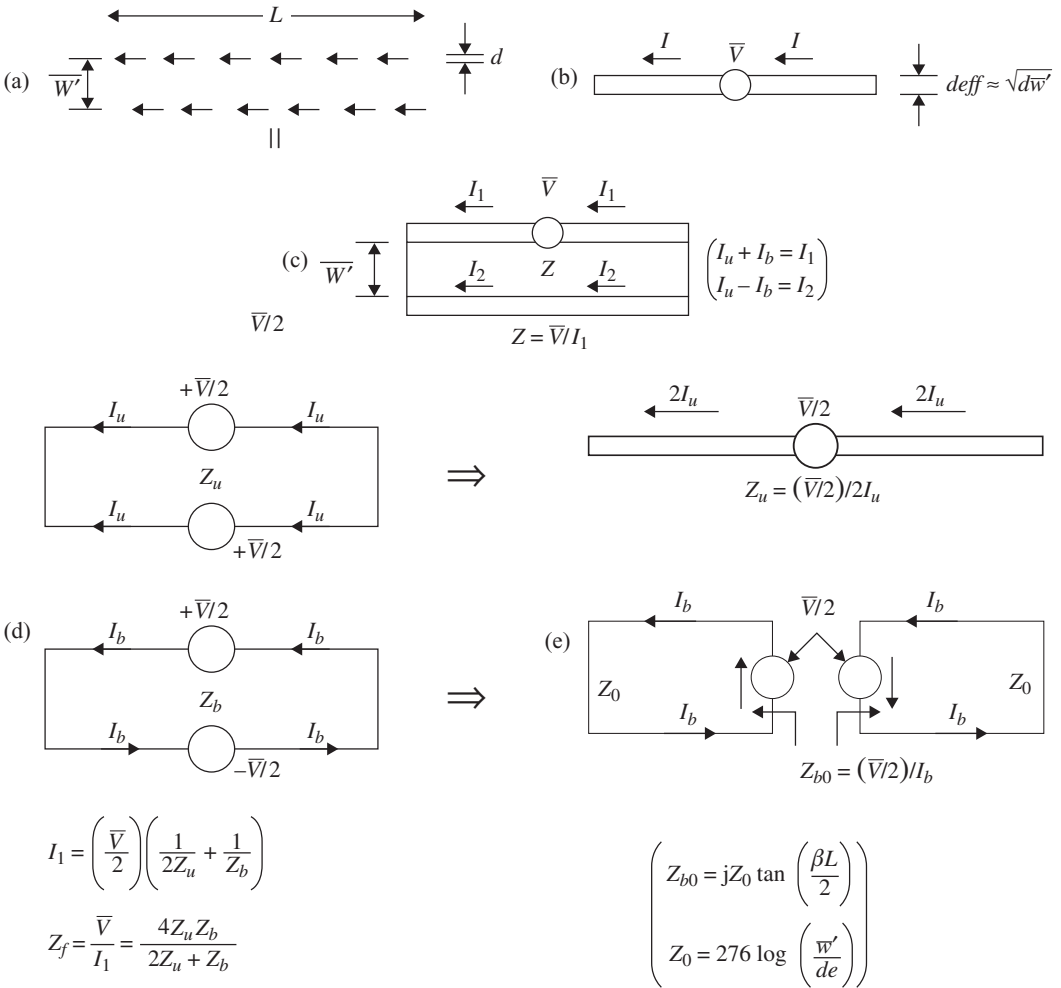 L
(a)
W̅′
d
||
(b)
I
V̅
I
deff ≈ √dw̅′
(c)
W̅′
I₁
V̅
I₁
I₂
Z
I₂
(Iᵤ + I_b = I₁
Iᵤ – I_b = I₂)
V̅/2
Z = V̅/I₁
+V̅/2
Iᵤ
Iᵤ
Zᵤ
Iᵤ
Iᵤ
+V̅/2
⇒
2Iᵤ
V̅/2
2Iᵤ
Zᵤ = (V̅/2)/2Iᵤ
(d)
+V̅/2
I_b
I_b
Z_b
I_b
I_b
–V̅/2
⇒
(e)
I_b
V̅/2
I_b
Z₀
Z₀
I_b
I_b
Z_b0 = (V̅/2)/I_b
I₁ = (V̅/2)(1/2Zᵤ + 1/Z_b)
Z_f = V̅/I₁ = 4ZᵤZ_b/2Zᵤ + Z_b
(Z_b0 = jZ₀ tan (βL/2)
Z₀ = 276 log (w̅′/de))